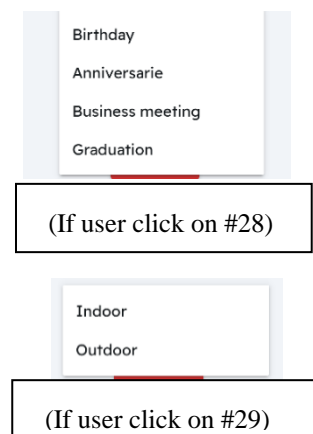 Birthday
Anniversarie
Business meeting
Graduation
(If user click on #28)
Indoor
Outdoor
(If user click on #29)